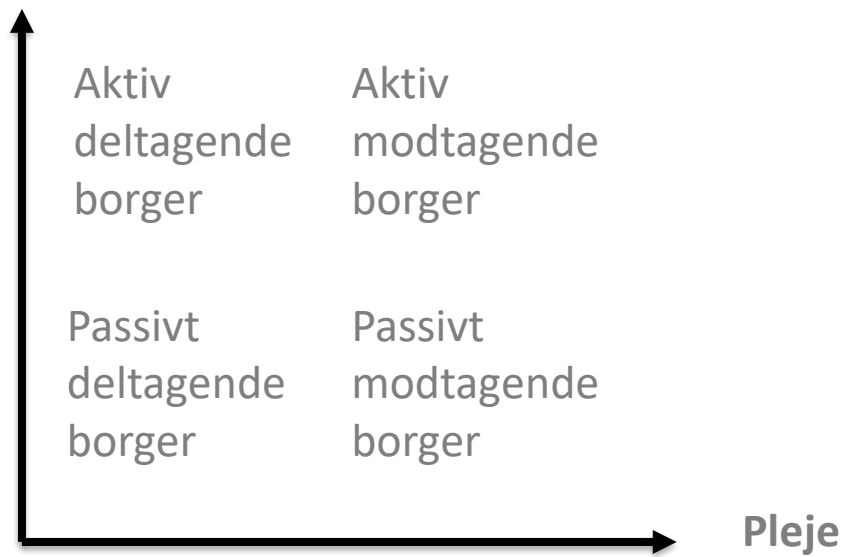 Aktiv
deltagende
borger
Aktiv
modtagende
borger
Passivt
deltagende
borger
Passivt
modtagende
borger
Pleje